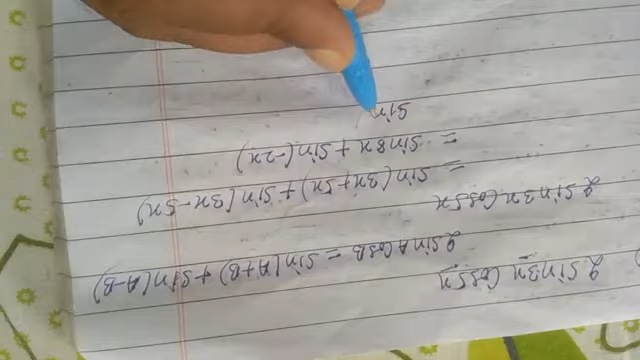 2 sin3x cos5x
2 sinA cosB = sin(A+B) + sin(A-B)
2 sin3x cos5x
= sin(3x+5x) + sin(3x-5x)
= sin8x + sin(-2x)
sin